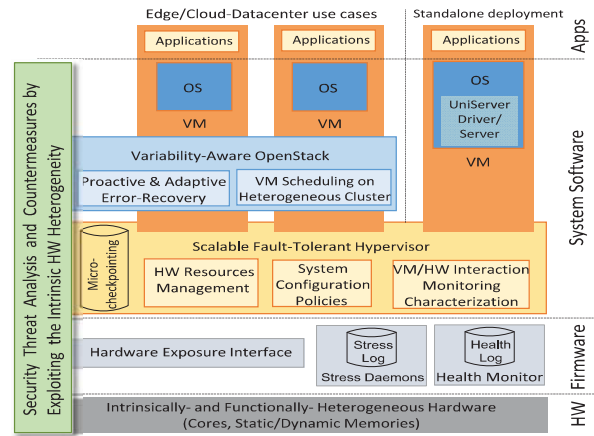 Edge/Cloud-Datacenter use cases
Standalone deployment
Applications
Applications
Applications
Apps
OS
OS
OS
UniServer
Driver/
Server
VM
VM
VM
System Software
Variability-Aware OpenStack
Proactive & Adaptive
Error-Recovery
VM Scheduling on
Heterogeneous Cluster
Scalable Fault-Tolerant Hypervisor
Micro-
checkpointing
HW Resources
Management
System
Configuration
Policies
VM/HW Interaction
Monitoring
Characterization
Hardware Exposure Interface
Stress
Log
Stress Daemons
Health
Log
Health Monitor
Firmware
Intrinsically- and Functionally- Heterogeneous Hardware
(Cores, Static/Dynamic Memories)
HW
Security Threat Analysis and Countermeasures by
Exploiting the Intrinsic HW Heterogeneity